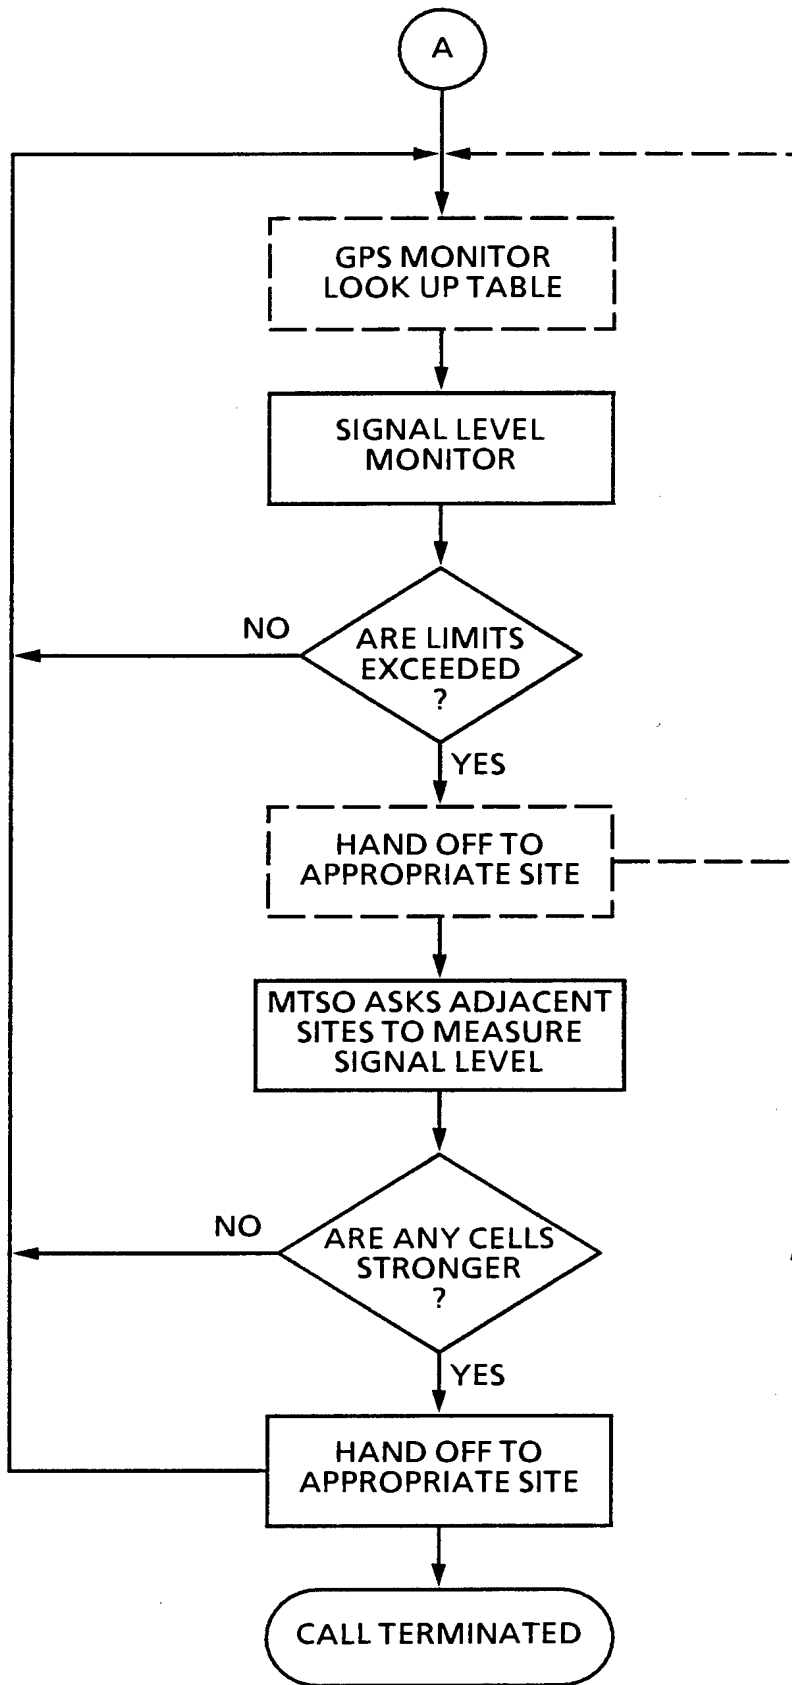 A
GPS MONITOR
LOOK UP TABLE
SIGNAL LEVEL
MONITOR
NO
ARE LIMITS
EXCEEDED
?
YES
HAND OFF TO
APPROPRIATE SITE
MTSO ASKS ADJACENT
SITES TO MEASURE
SIGNAL LEVEL
NO
ARE ANY CELLS
STRONGER
?
YES
HAND OFF TO
APPROPRIATE SITE
CALL TERMINATED